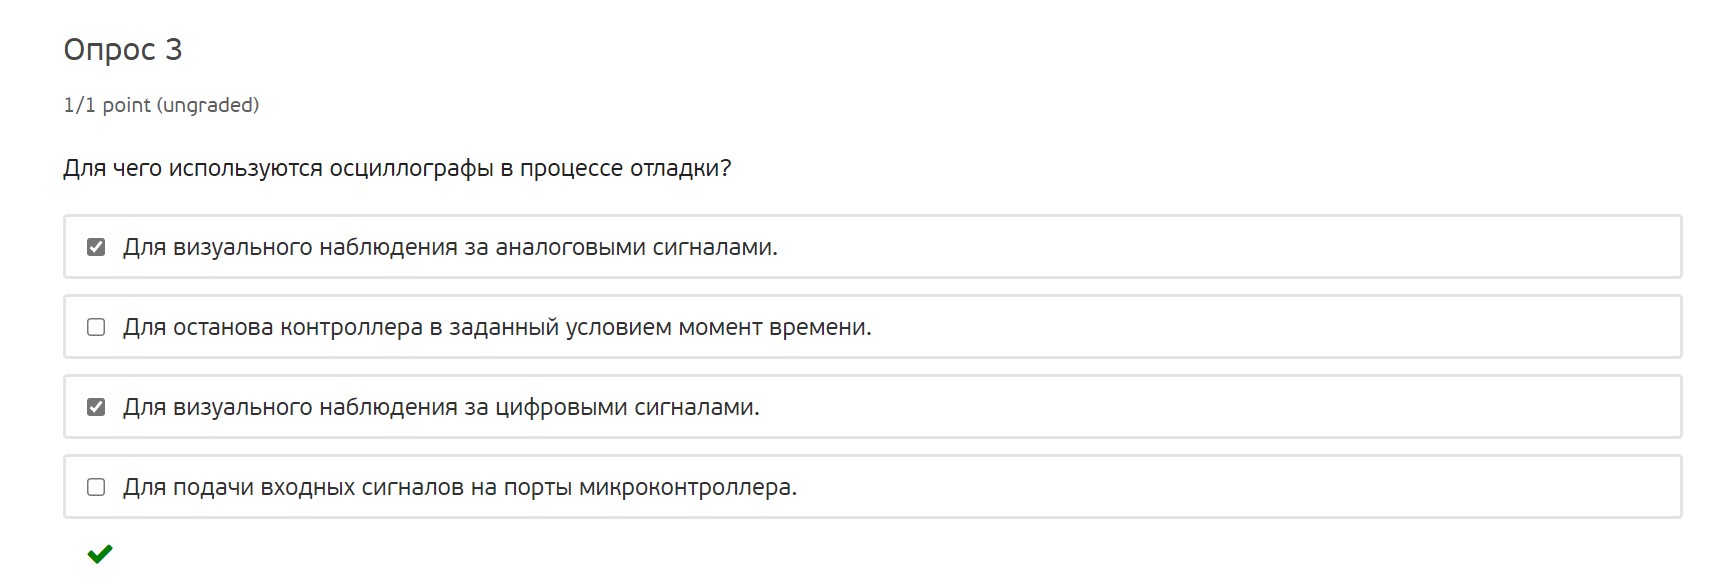 Опрос 3
1/1 point (ungraded)
Для чего используются осциллографы в процессе отладки?
Для визуального наблюдения за аналоговыми сигналами.
Для останова контроллера в заданный условием момент времени.
Для визуального наблюдения за цифровыми сигналами.
Для подачи входных сигналов на порты микроконтроллера.